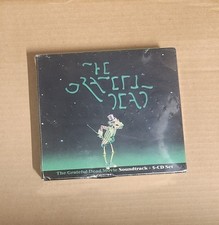 THE
GRATEFUL
DEAD
The Grateful Dead Movie Soundtrack - 5 CD Set